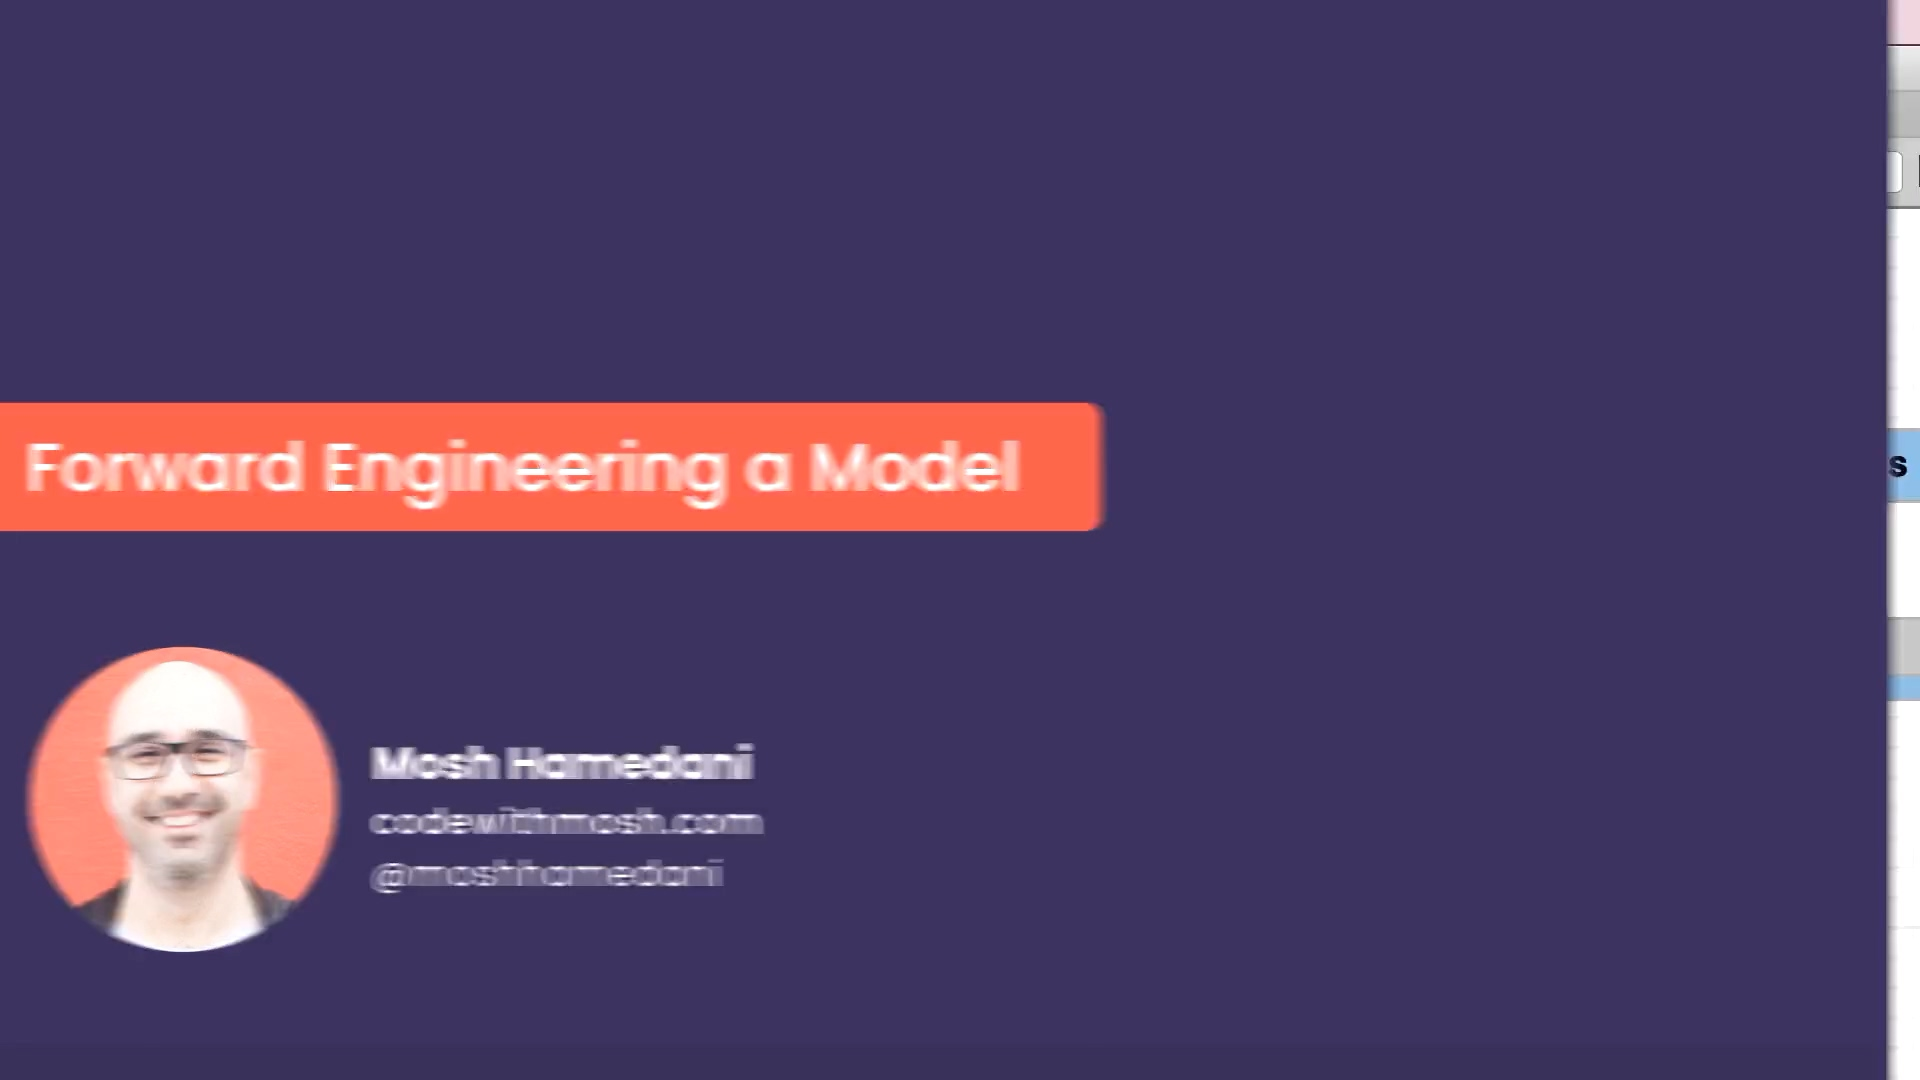 Forward Engineering a Model
s
Mosh Hamedani
codewithmosh.com
@moshhamedani